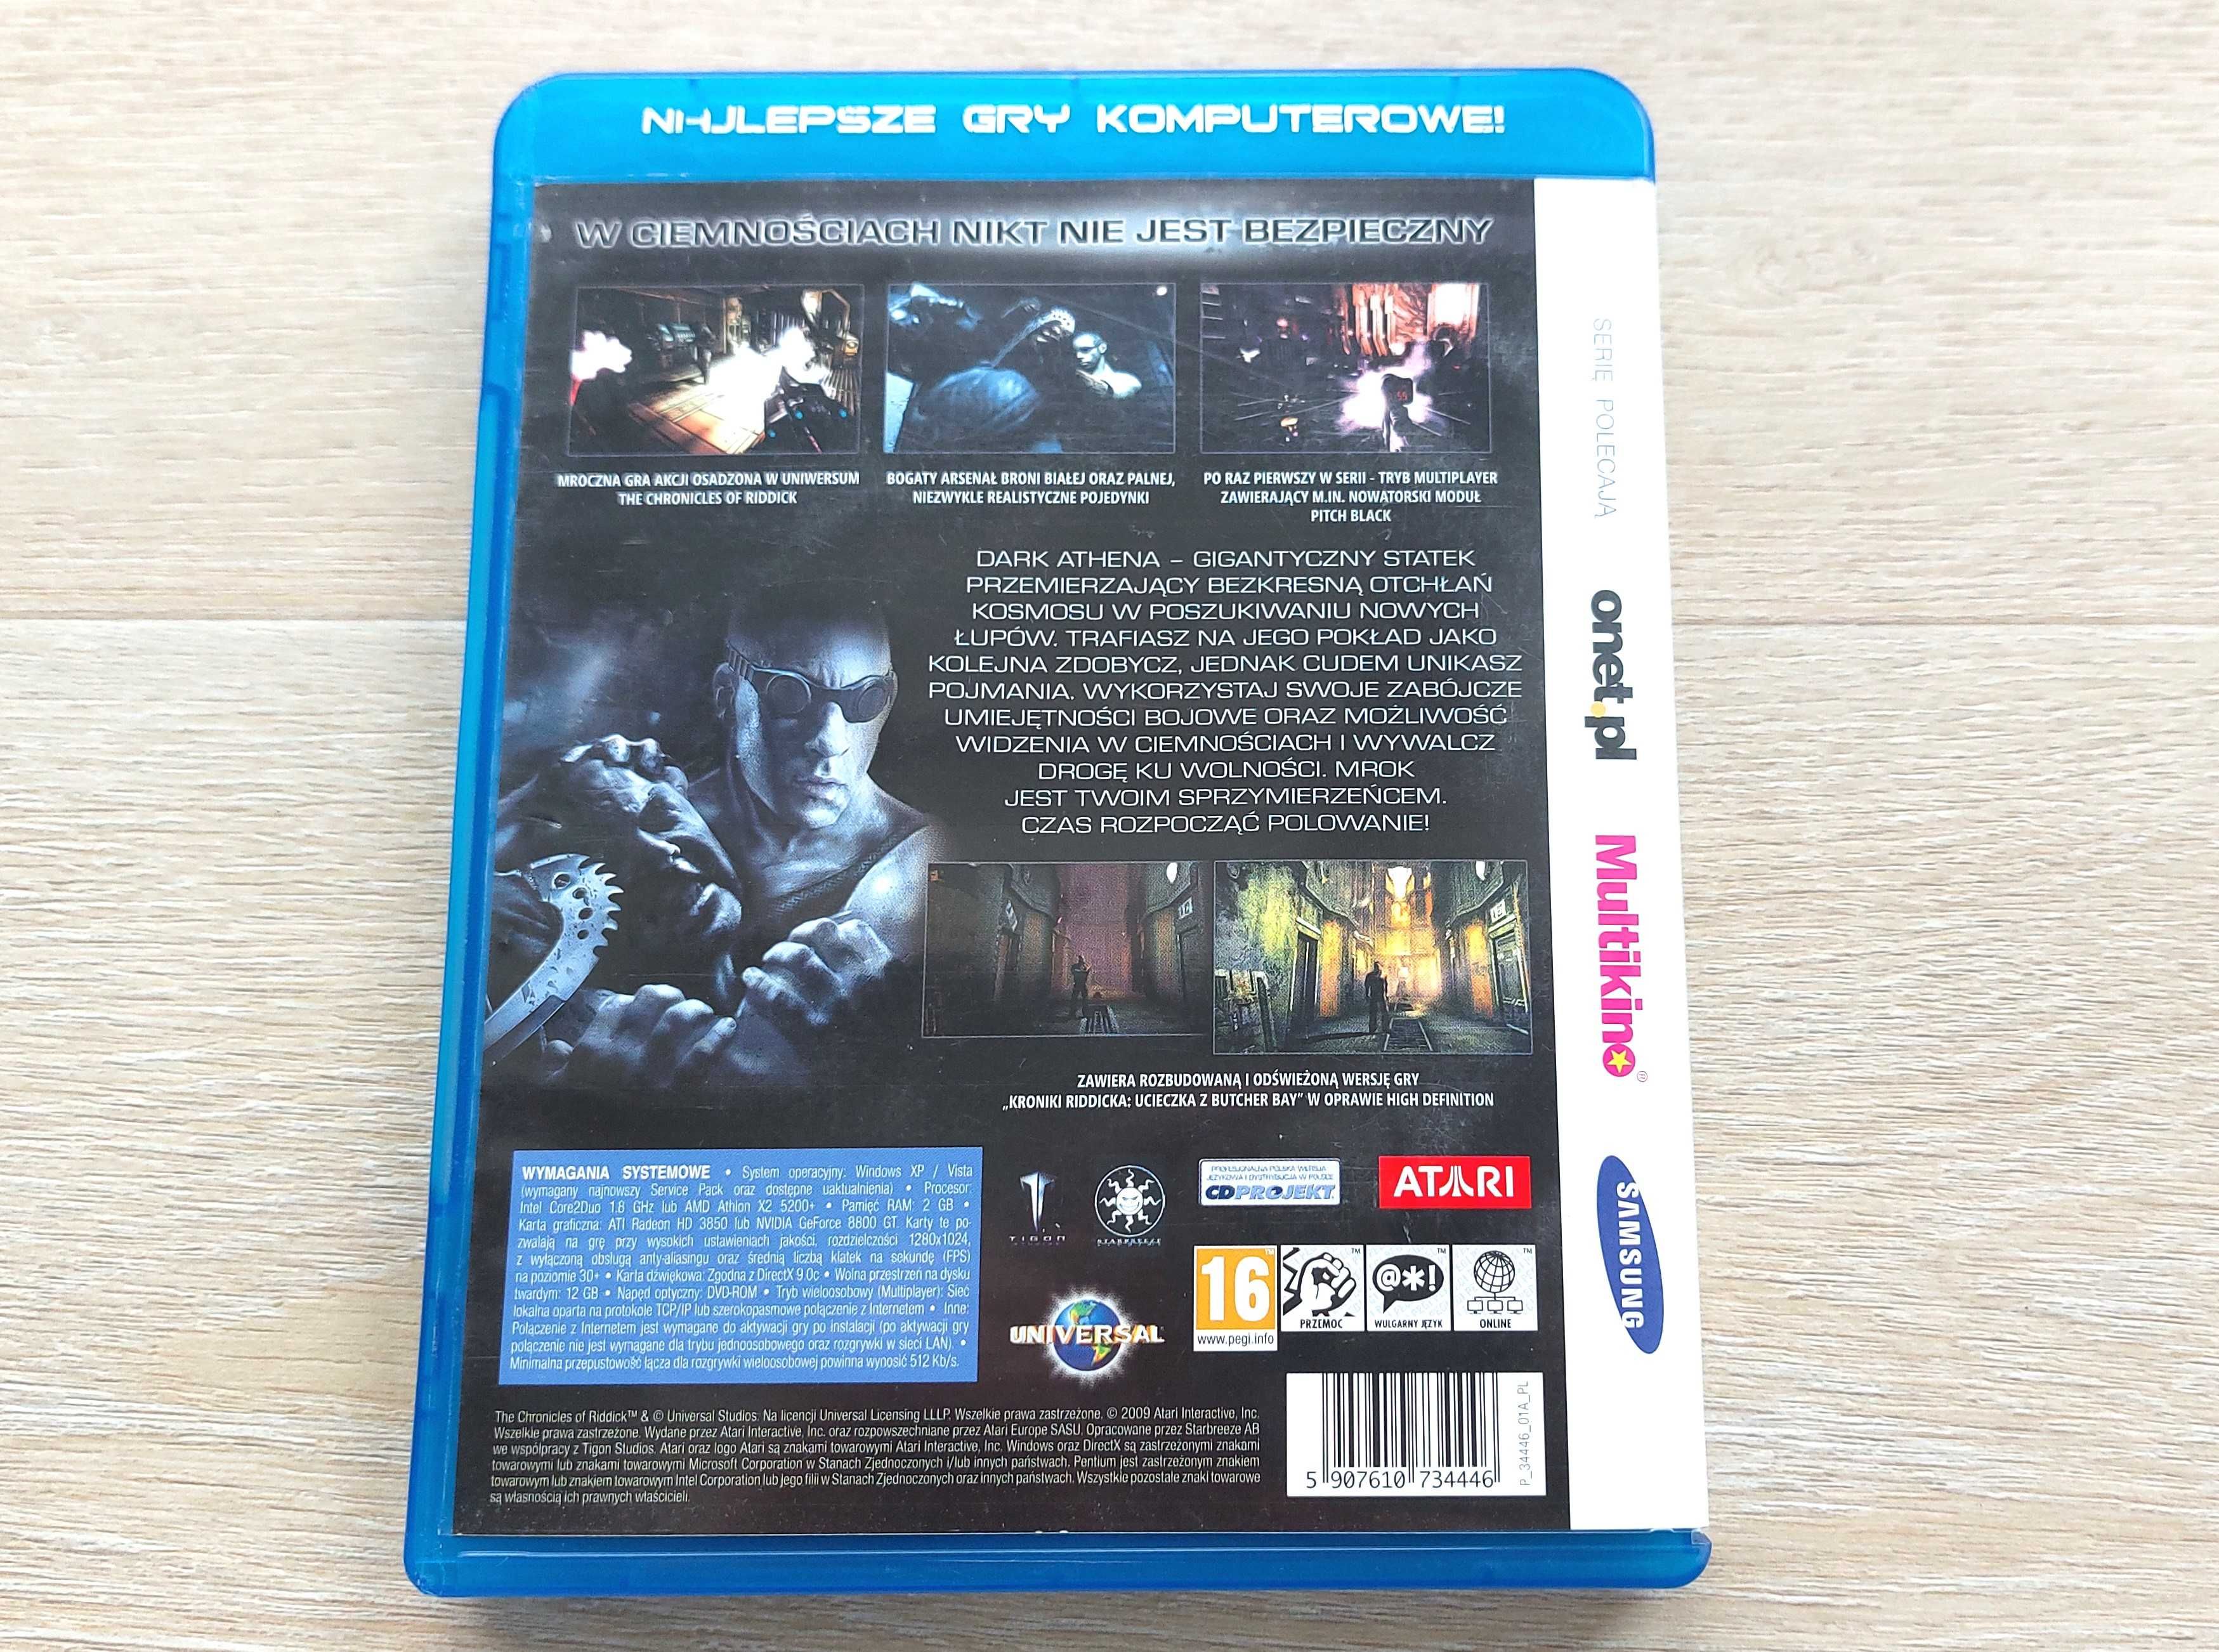 NAJLEPSZE GRY KOMPUTEROWE!
W CIEMNOŚCIACH NIKT NIE JEST BEZPIECZNY
MROCZNA GRA AKCJI OSADZONA W UNIWERSUM
THE CHRONICLES OF RIDDICK
BOGATY ARSENAŁ BRONI BIAŁEJ ORAZ PALNEJ,
NIEZWYKLE REALISTYCZNE POJEDYNKI
PO RAZ PIERWSZY W SERII - TRYB MULTIPLAYER
ZAWIERAJĄCY M.IN. NOWATORSKI MODUŁ
PITCH BLACK
DARK ATHENA – GIGANTYCZNY STATEK
PRZEMIERZAJĄCY BEZKRESNĄ OTCHŁAŃ
KOSMOSU W POSZUKIWANIU NOWYCH
ŁUPÓW. TRAFIASZ NA JEGO POKŁAD JAKO
KOLEJNA ZDOBYCZ, JEDNAK CUDEM UNIKASZ
POJMANIA. WYKORZYSTAJ SWOJE ZABÓJCZE
UMIEJĘTNOŚCI BOJOWE ORAZ MOŻLIWOŚĆ
WIDZENIA W CIEMNOŚCIACH I WYWALCZ
DROGĘ KU WOLNOŚCI. MROK
JEST TWOIM SPRZYMIERZEŃCEM.
CZAS ROZPOCZĄĆ POLOWANIE!
ZAWIERA ROZBUDOWANĄ I ODŚWIEŻONĄ WERSJĘ GRY
„KRONIKI RIDDICKA: UCIECZKA Z BUTCHER BAY” W OPRAWIE HIGH DEFINITION
WYMAGANIA SYSTEMOWE • System operacyjny: Windows XP / Vista
(wymagany najnowszy Service Pack oraz dostępne uaktualnienia) • Procesor:
Intel Core2Duo 1.8 GHz lub AMD Athlon X2 5200+ • Pamięć RAM: 2 GB •
Karta graficzna: ATI Radeon HD 3850 lub NVIDIA GeForce 8800 GT. Karty te po-
zwalają na grę przy wysokich ustawieniach jakości, rozdzielczości 1280x1024,
z wyłączoną obsługą anty-aliasingu oraz średnią liczbą klatek na sekundę (FPS)
na poziomie 30+ • Karta dźwiękowa: Zgodna z DirectX 9.0c • Wolna przestrzeń na dysku
twardym: 12 GB • Napęd optyczny: DVD-ROM • Tryb wieloosobowy (Multiplayer): Sieć
lokalna oparta na protokole TCP/IP lub szerokopasmowe połączenie z Internetem • Inne:
Połączenie z Internetem jest wymagane do aktywacji gry po instalacji (po aktywacji gry
połączenie nie jest wymagane dla trybu jednoosobowego oraz rozgrywki w sieci LAN). •
Minimalna przepustowość łącza dla rozgrywki wieloosobowej powinna wynosić 512 Kb/s.
TIGON
STUDIOS
STARBREEZE
PROFESJONALNA POLSKA WERSJA
JĘZYKOWA I DYSTRYBUCJA W POLSCE
CDPROJEKT
ATARI
UNIVERSAL
16
www.pegi.info
PRZEMOC
@*!
WULGARNY JĘZYK
ONLINE
The Chronicles of Riddick™ & © Universal Studios. Na licencji Universal Licensing LLLP. Wszelkie prawa zastrzeżone. © 2009 Atari Interactive, Inc.
Wszelkie prawa zastrzeżone. Wydane przez Atari Interactive, Inc. oraz rozpowszechniane przez Atari Europe SASU. Opracowane przez Starbreeze AB
we współpracy z Tigon Studios. Atari oraz logo Atari są znakami towarowymi Atari Interactive, Inc. Windows oraz DirectX są zastrzeżonymi znakami
towarowymi lub znakami towarowymi Microsoft Corporation w Stanach Zjednoczonych i/lub innych państwach. Pentium jest zastrzeżonym znakiem
towarowym lub znakiem towarowym Intel Corporation lub jego filii w Stanach Zjednoczonych oraz innych państwach. Wszystkie pozostałe znaki towarowe
są własnością ich prawnych właścicieli.
5 907610 734446
P_34446_01A_PL
SERIĘ POLECAJĄ
onet.pl
Multikino®
SAMSUNG